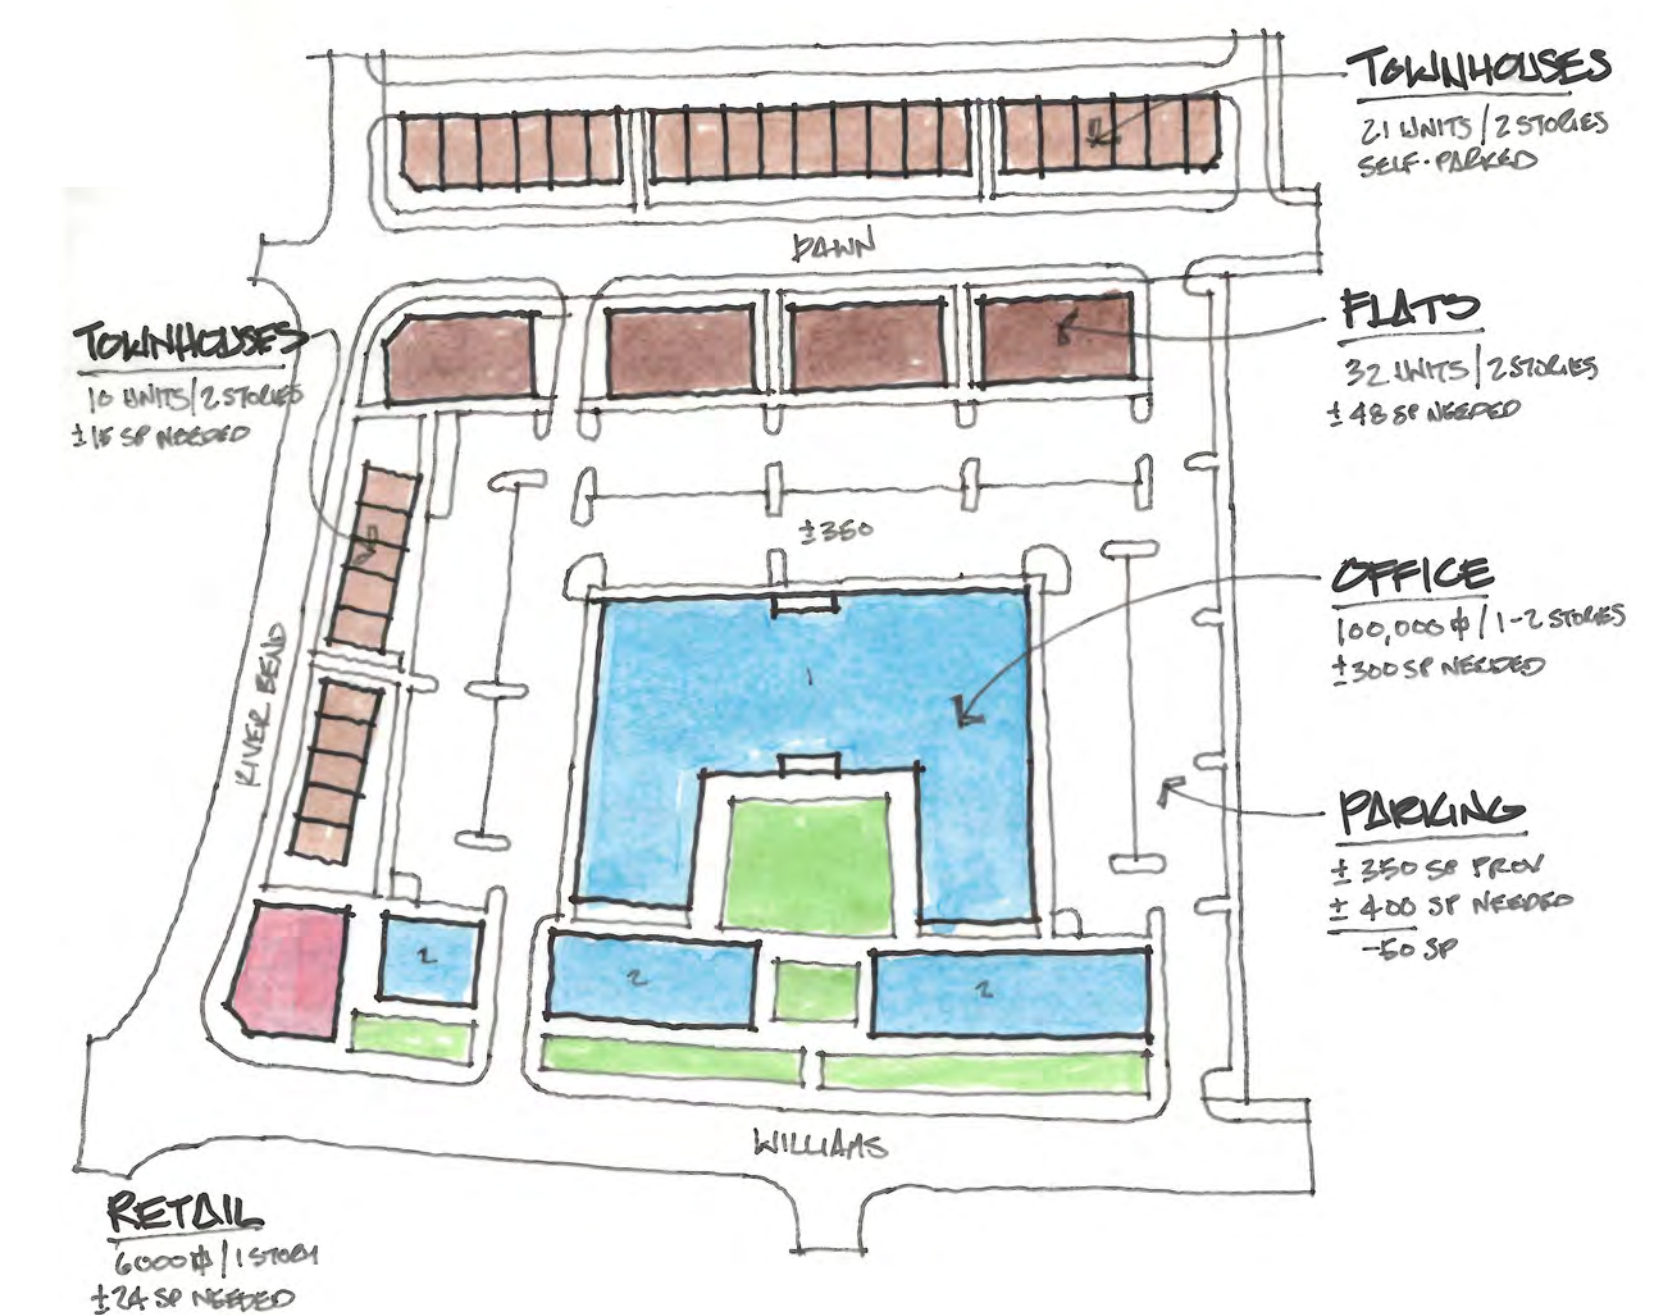 TOWNHOUSES
21 UNITS/2 STORIES
SELF-PARKED
DAWN
TOWNHOUSES
10 UNITS/2 STORIES
±15 SP NEEDED
FLATS
32 UNITS/2 STORIES
±48 SP NEEDED
±350
OFFICE
100,000 ⏀/1-2 STORIES
±300 SP NEEDED
1
RIVER BEND
PARKING
±350 SP PROV
±400 SP NEEDED
-50 SP
2
2
2
WILLIAMS
RETAIL
6000 ⏀/1 STORY
±24 SP NEEDED